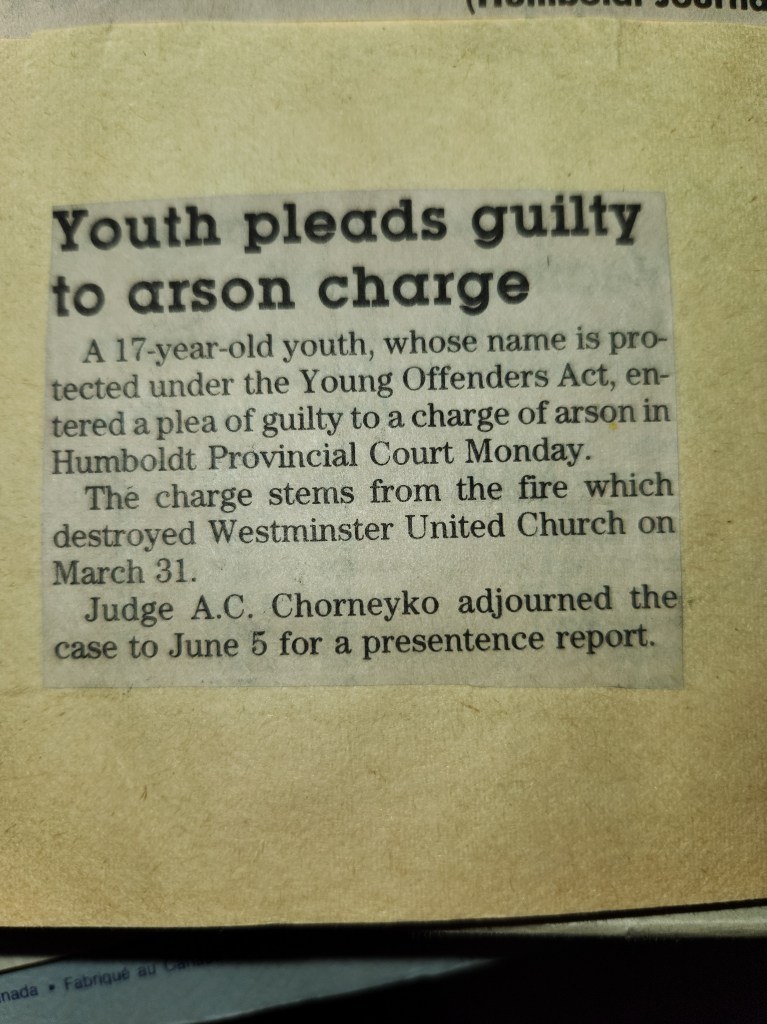 (Humboldt Journal
Youth pleads guilty
to arson charge
A 17-year-old youth, whose name is pro-
tected under the Young Offenders Act, en-
tered a plea of guilty to a charge of arson in
Humboldt Provincial Court Monday.
The charge stems from the fire which
destroyed Westminster United Church on
March 31.
Judge A.C. Chorneyko adjourned the
case to June 5 for a presentence report.
nada • Fabriqué au